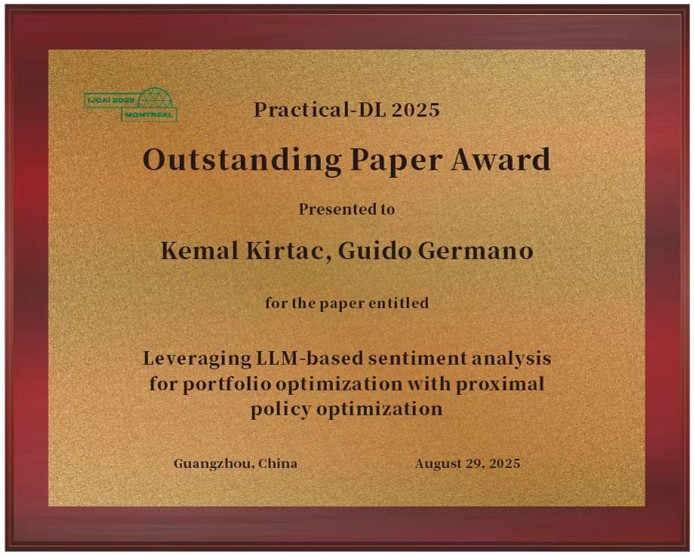 IJCAI 2025
MONTREAL
Practical-DL 2025
Outstanding Paper Award
Presented to
Kemal Kirtac, Guido Germano
for the paper entitled
Leveraging LLM-based sentiment analysis
for portfolio optimization with proximal
policy optimization
Guangzhou, China August 29, 2025